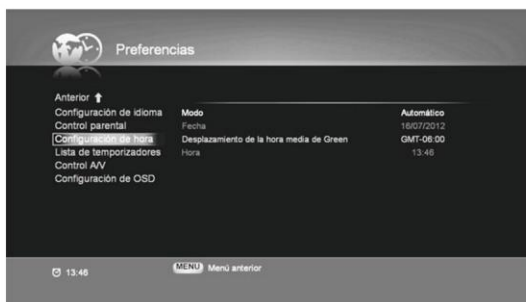 Preferencias
Anterior
Configuración de idioma
Control parental
Configuración de hora
Lista de temporizadores
Control A/V
Configuración de OSD
Modo Automático
Fecha 16/07/2012
Desplazamiento de la hora media de Green GMT-06:00
Hora 13:46
13:46
MENU Menú anterior